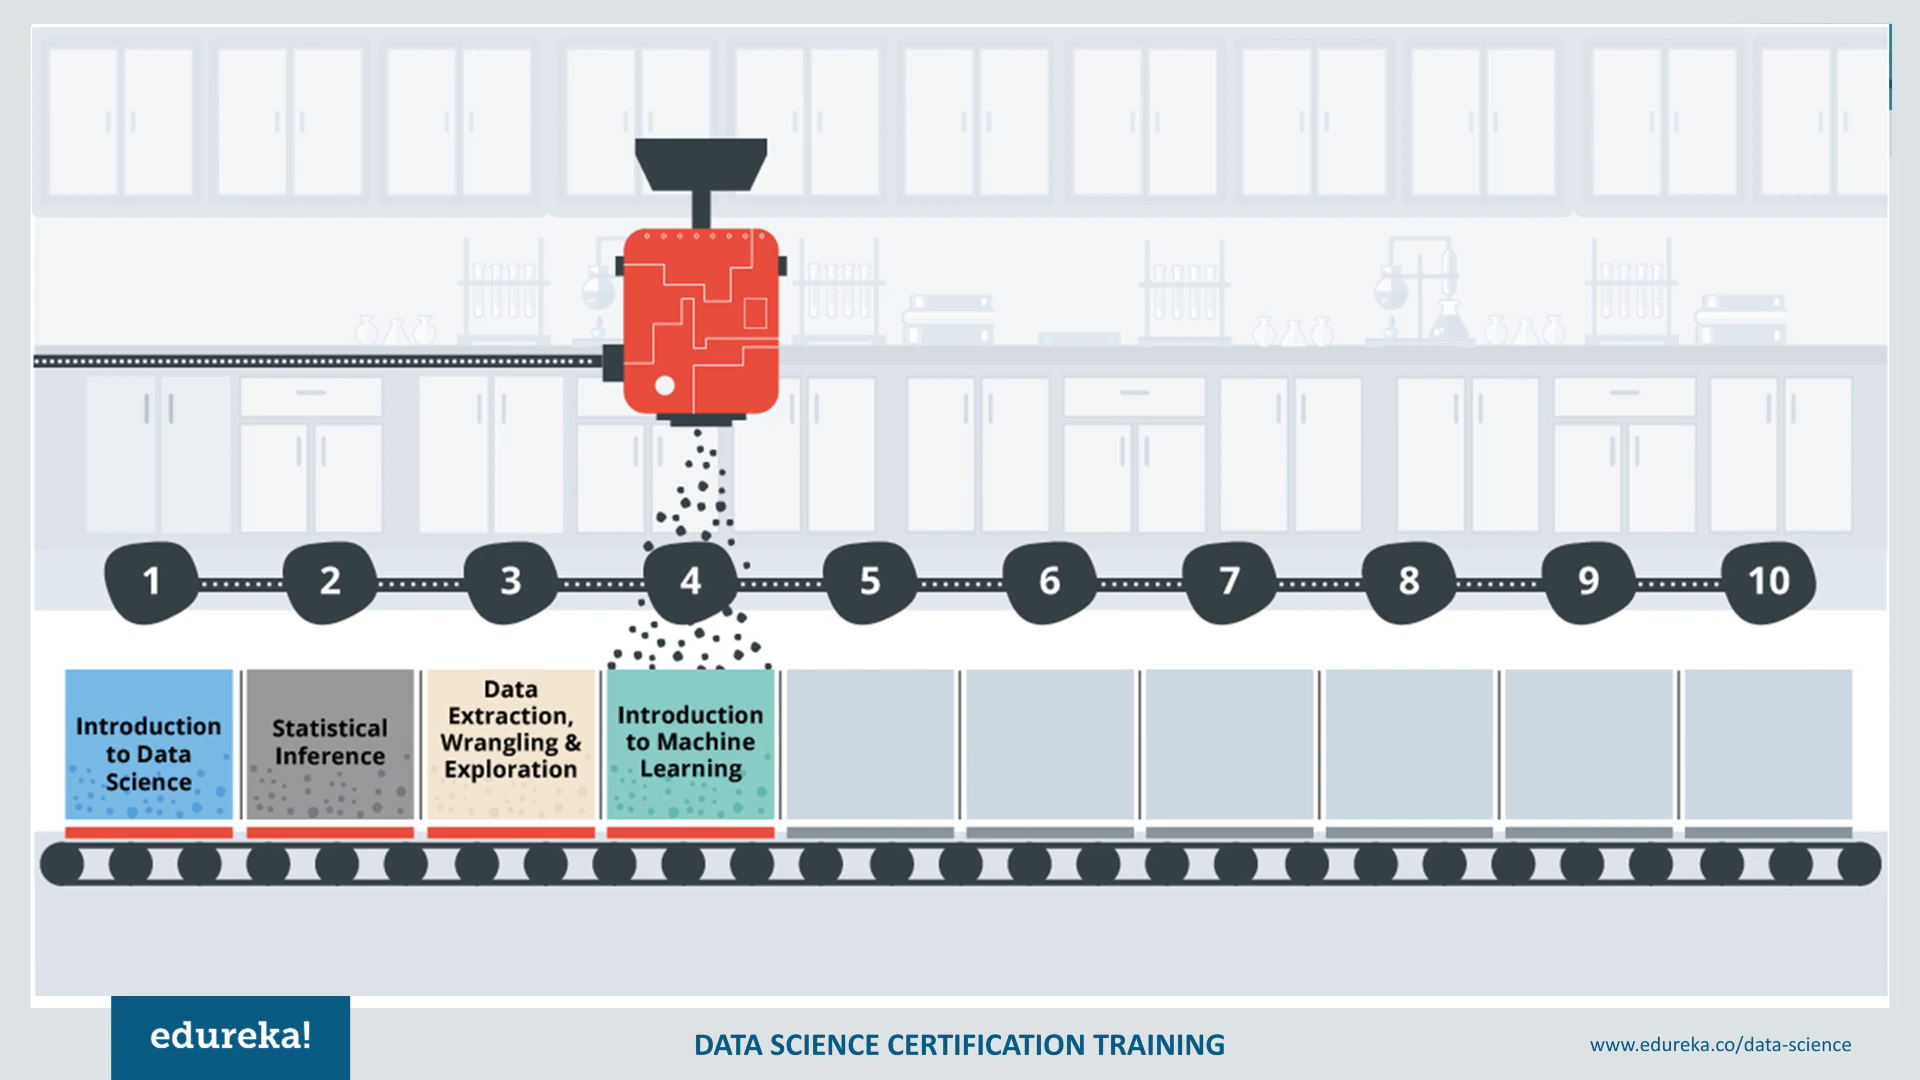 1 2 3 4 5 6 7 8 9 10
Introduction
to Data
Science
Statistical
Inference
Data
Extraction,
Wrangling &
Exploration
Introduction
to Machine
Learning
edureka!
DATA SCIENCE CERTIFICATION TRAINING
www.edureka.co/data-science